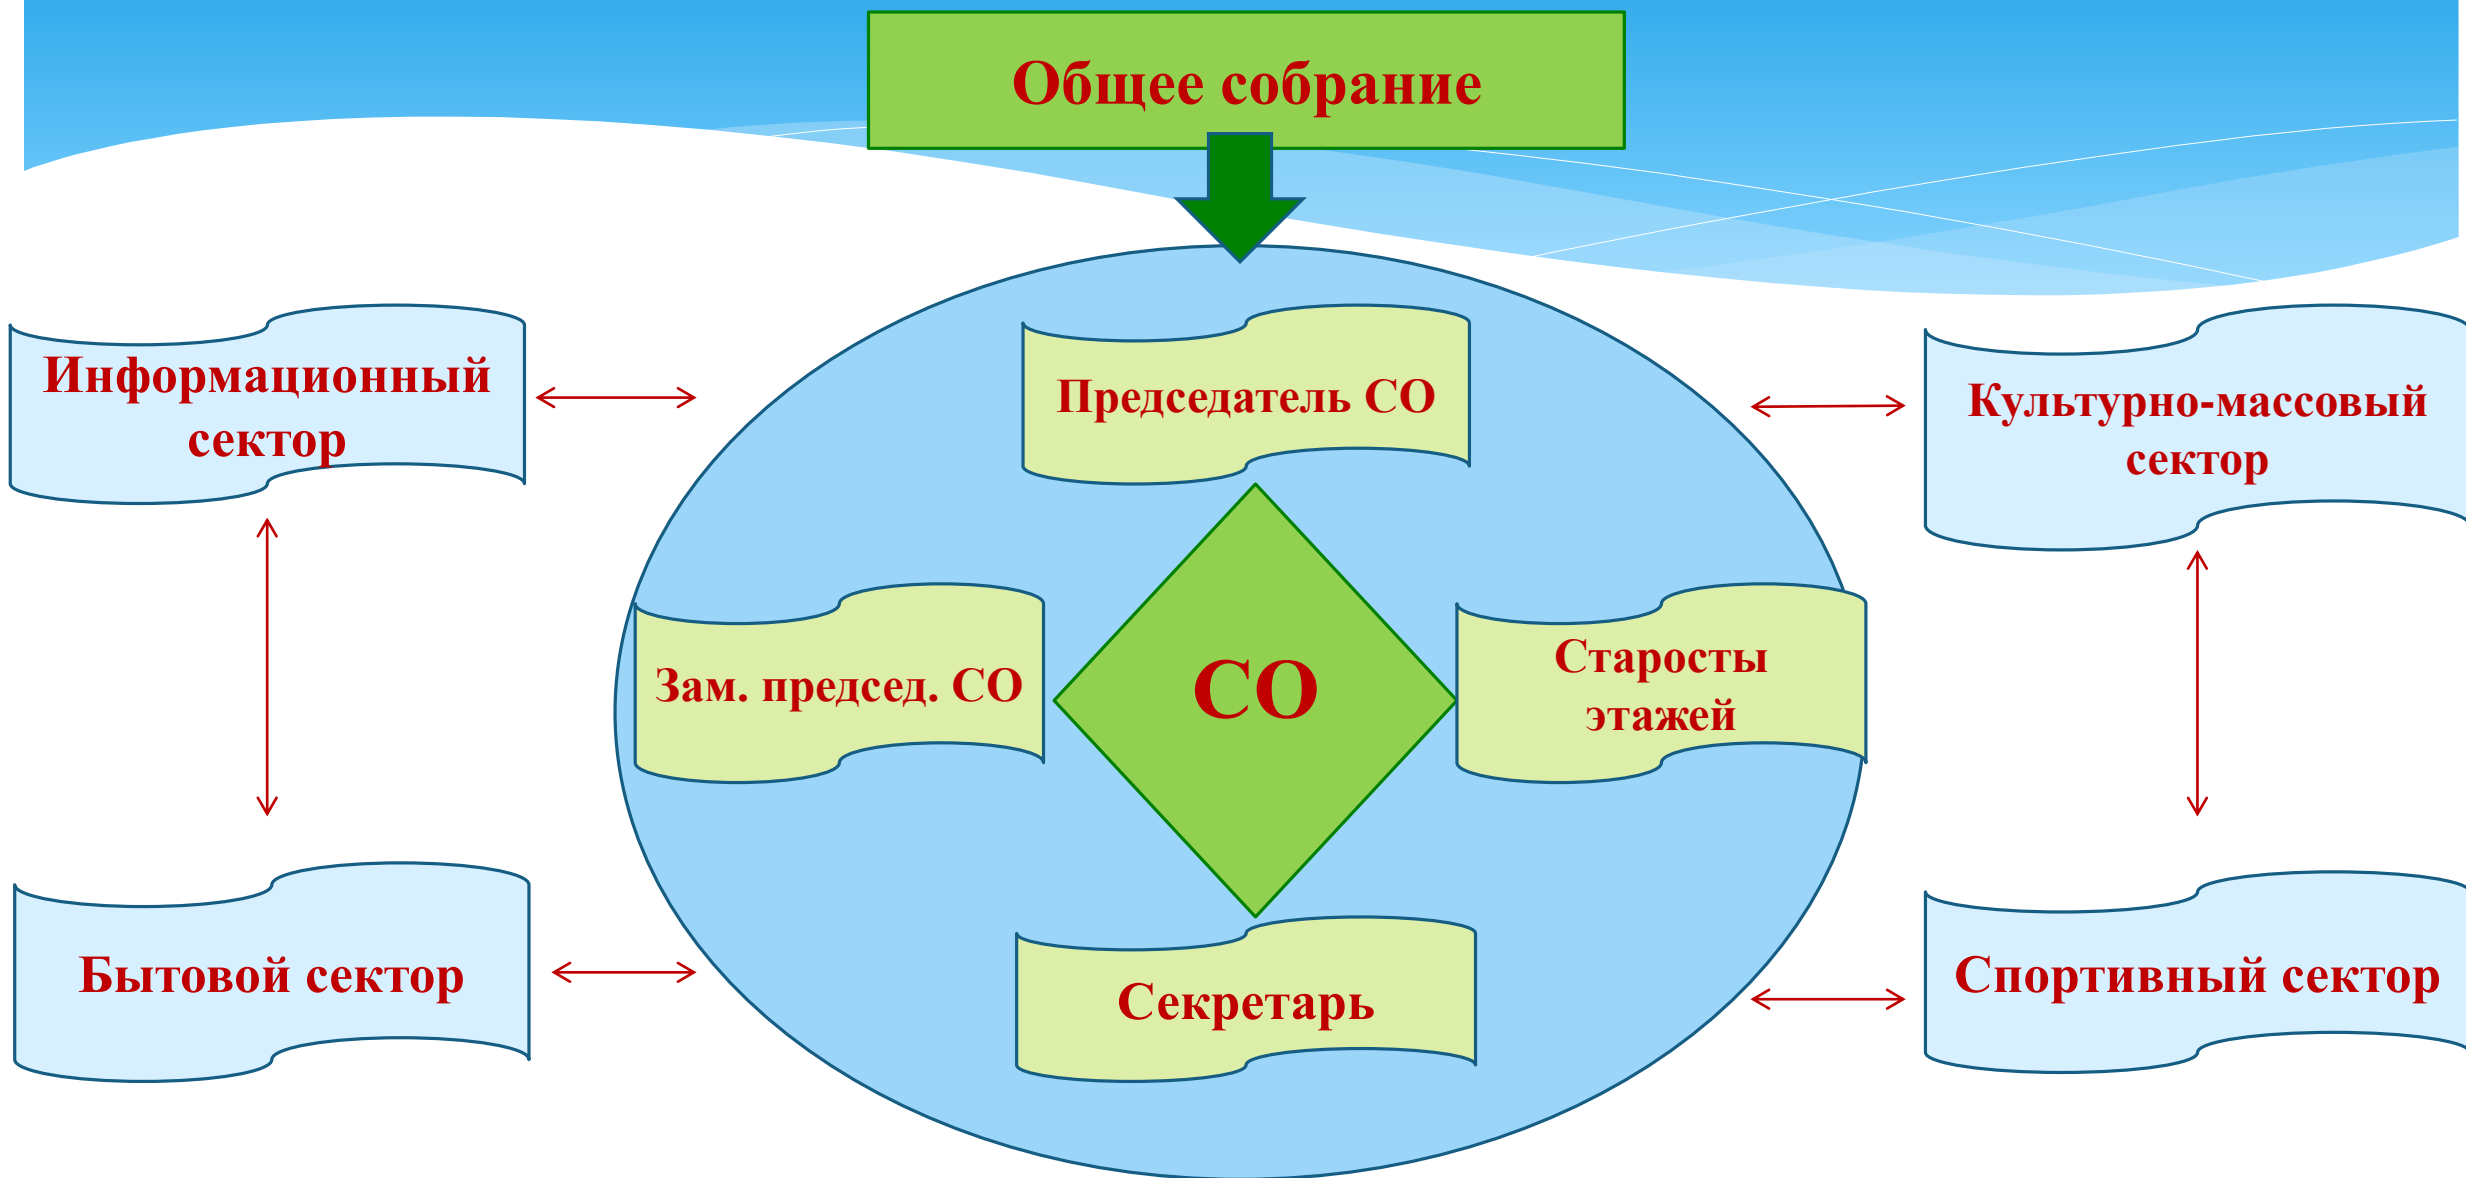 Общее собрание
Информационный
сектор
Председатель СО
Культурно-массовый
сектор
Зам. председ. СО
СО
Старосты
этажей
Бытовой сектор
Секретарь
Спортивный сектор